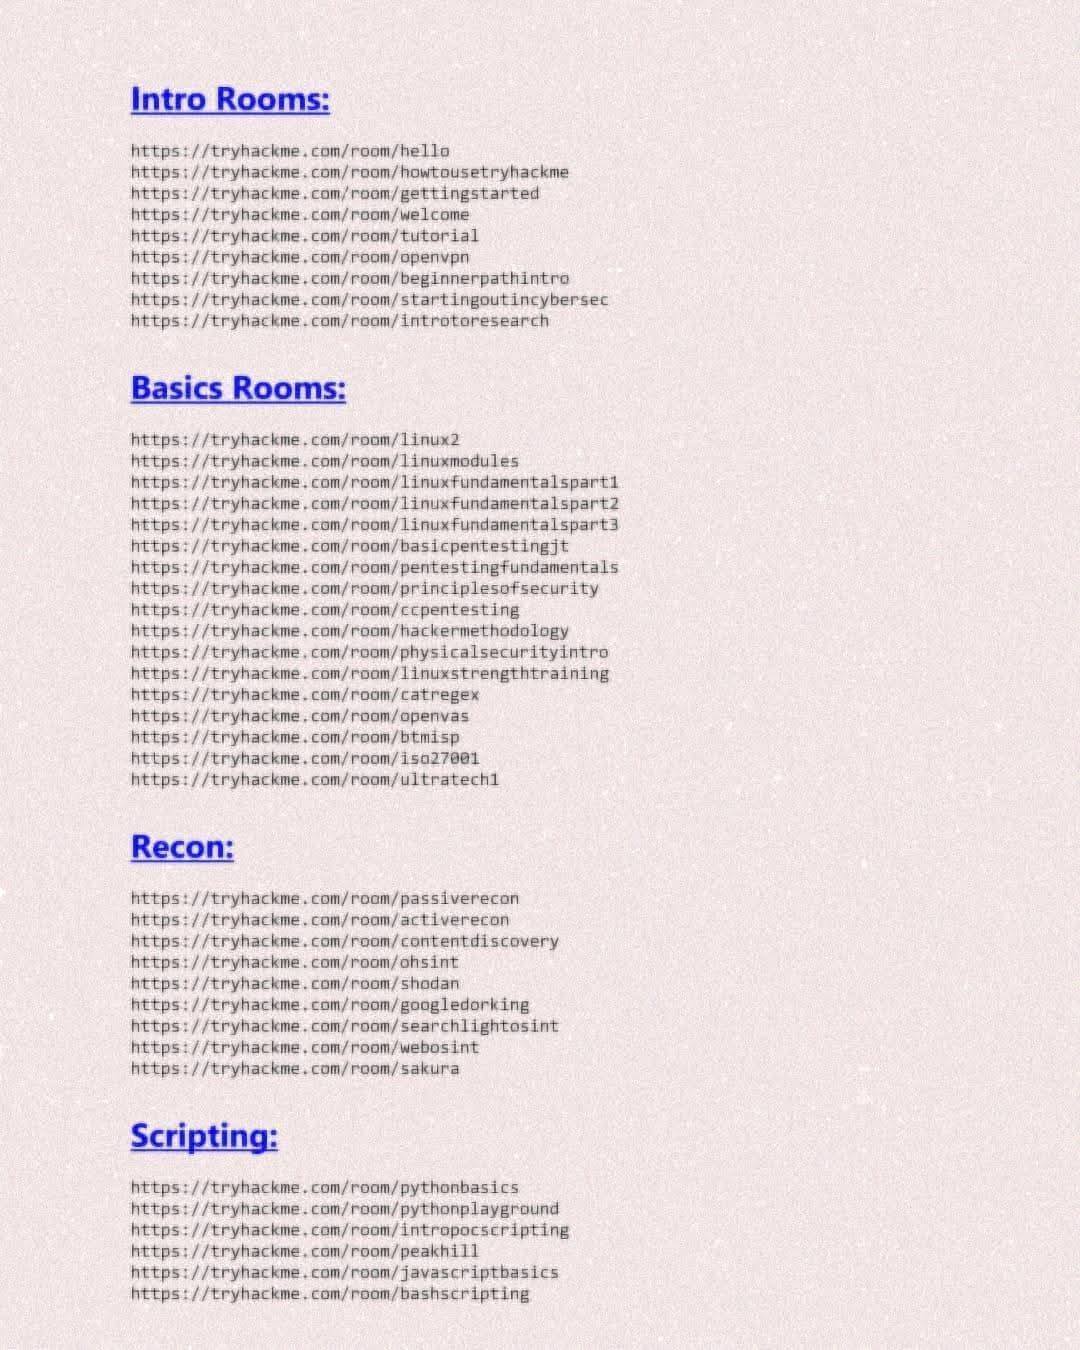 Intro Rooms:
https://tryhackme.com/room/hello
https://tryhackme.com/room/howtousetryhackme
https://tryhackme.com/room/gettingstarted
https://tryhackme.com/room/welcome
https://tryhackme.com/room/tutorial
https://tryhackme.com/room/openvpn
https://tryhackme.com/room/beginnerpathintro
https://tryhackme.com/room/startingoutincybersec
https://tryhackme.com/room/introtoresearch
Basics Rooms:
https://tryhackme.com/room/linux2
https://tryhackme.com/room/linuxmodules
https://tryhackme.com/room/linuxfundamentalspart1
https://tryhackme.com/room/linuxfundamentalspart2
https://tryhackme.com/room/linuxfundamentalspart3
https://tryhackme.com/room/basicpentestingjt
https://tryhackme.com/room/pentestingfundamentals
https://tryhackme.com/room/principlesofsecurity
https://tryhackme.com/room/ccpentesting
https://tryhackme.com/room/hackermethodology
https://tryhackme.com/room/physicalsecurityintro
https://tryhackme.com/room/linuxstrengthtraining
https://tryhackme.com/room/catregex
https://tryhackme.com/room/openvas
https://tryhackme.com/room/btmisp
https://tryhackme.com/room/iso27001
https://tryhackme.com/room/ultratech1
Recon:
https://tryhackme.com/room/passiverecon
https://tryhackme.com/room/activerecon
https://tryhackme.com/room/contentdiscovery
https://tryhackme.com/room/ohsint
https://tryhackme.com/room/shodan
https://tryhackme.com/room/googledorking
https://tryhackme.com/room/searchlightosint
https://tryhackme.com/room/webosint
https://tryhackme.com/room/sakura
Scripting:
https://tryhackme.com/room/pythonbasics
https://tryhackme.com/room/pythonplayground
https://tryhackme.com/room/intropocscripting
https://tryhackme.com/room/peakhill
https://tryhackme.com/room/javascriptbasics
https://tryhackme.com/room/bashscripting